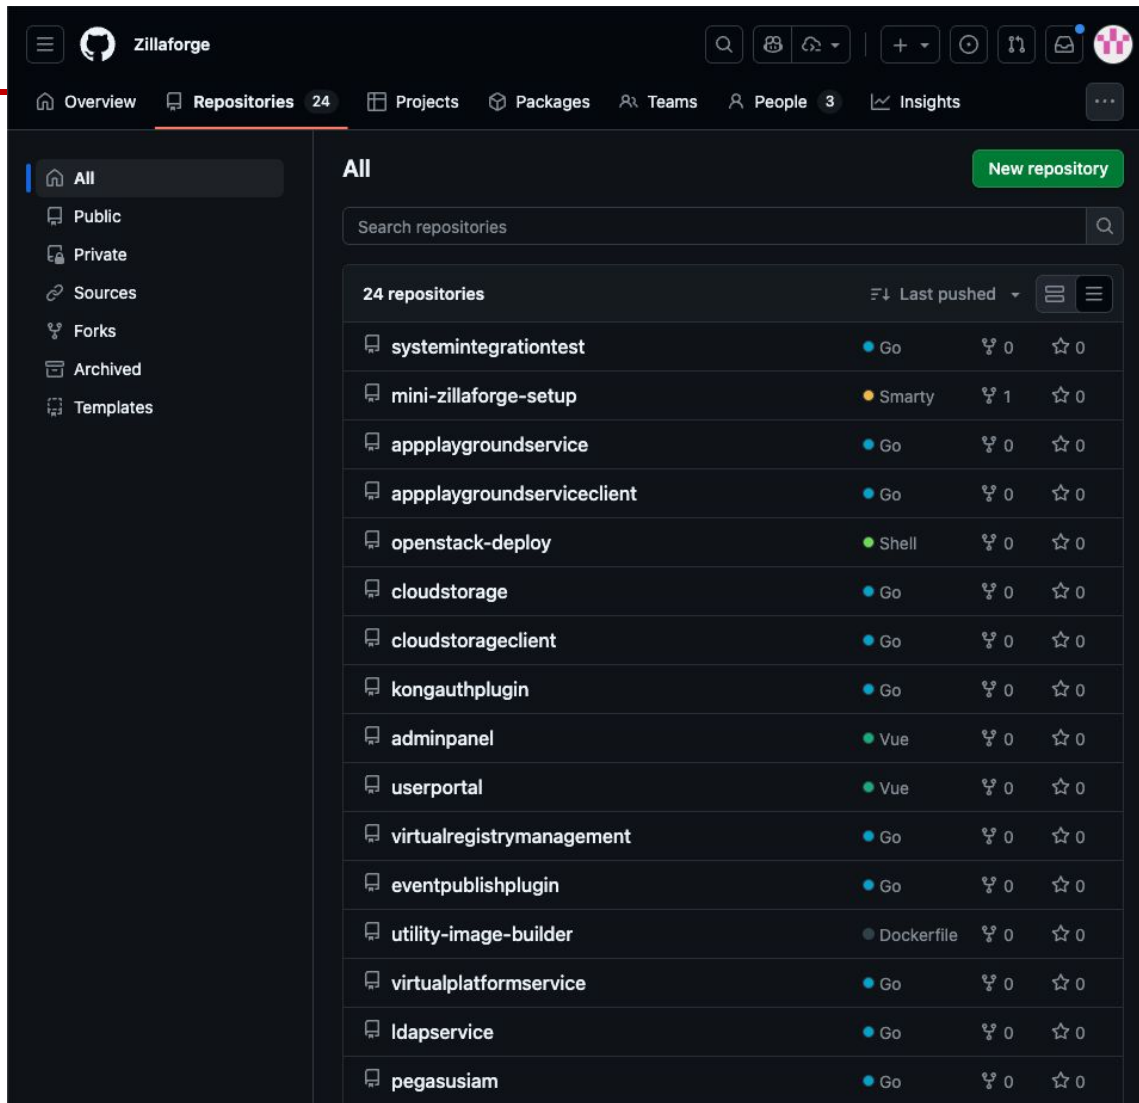 Zillaforge
Overview Repositories 24 Projects Packages Teams People 3 Insights
All
Public
Private
Sources
Forks
Archived
Templates
All
New repository
Search repositories
24 repositories Last pushed
systemintegrationtest Go 0 0
mini-zillaforge-setup Smarty 1 0
appplaygroundservice Go 0 0
appplaygroundserviceclient Go 0 0
openstack-deploy Shell 0 0
cloudstorage Go 0 0
cloudstorageclient Go 0 0
kongauthplugin Go 0 0
adminpanel Vue 0 0
userportal Vue 0 0
virtualregistrymanagement Go 0 0
eventpublishplugin Go 0 0
utility-image-builder Dockerfile 0 0
virtualplatformservice Go 0 0
ldapservice Go 0 0
pegasusiam Go 0 0